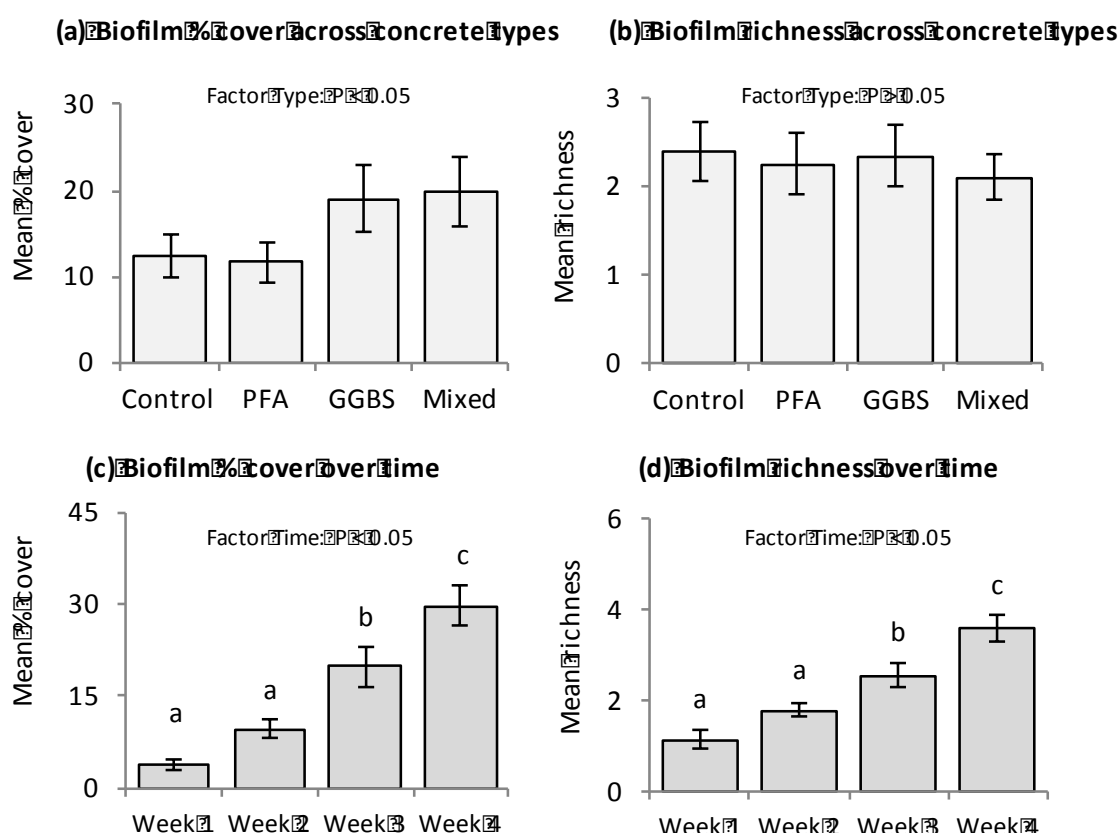 (a) Biofilm % cover across concrete types
Factor Type: P < 0.05
Mean % cover
30
20
10
0
Control PFA GGBS Mixed
(b) Biofilm richness across concrete types
Factor Type: P > 0.05
Mean richness
3
2
1
0
Control PFA GGBS Mixed
(c) Biofilm % cover over time
Factor Time: P < 0.05
Mean % cover
45
30
15
0
a a b c
Week 1 Week 2 Week 3 Week 4
(d) Biofilm richness over time
Factor Time: P < 0.05
Mean richness
6
4
2
0
a a b c
Week 1 Week 2 Week 3 Week 4